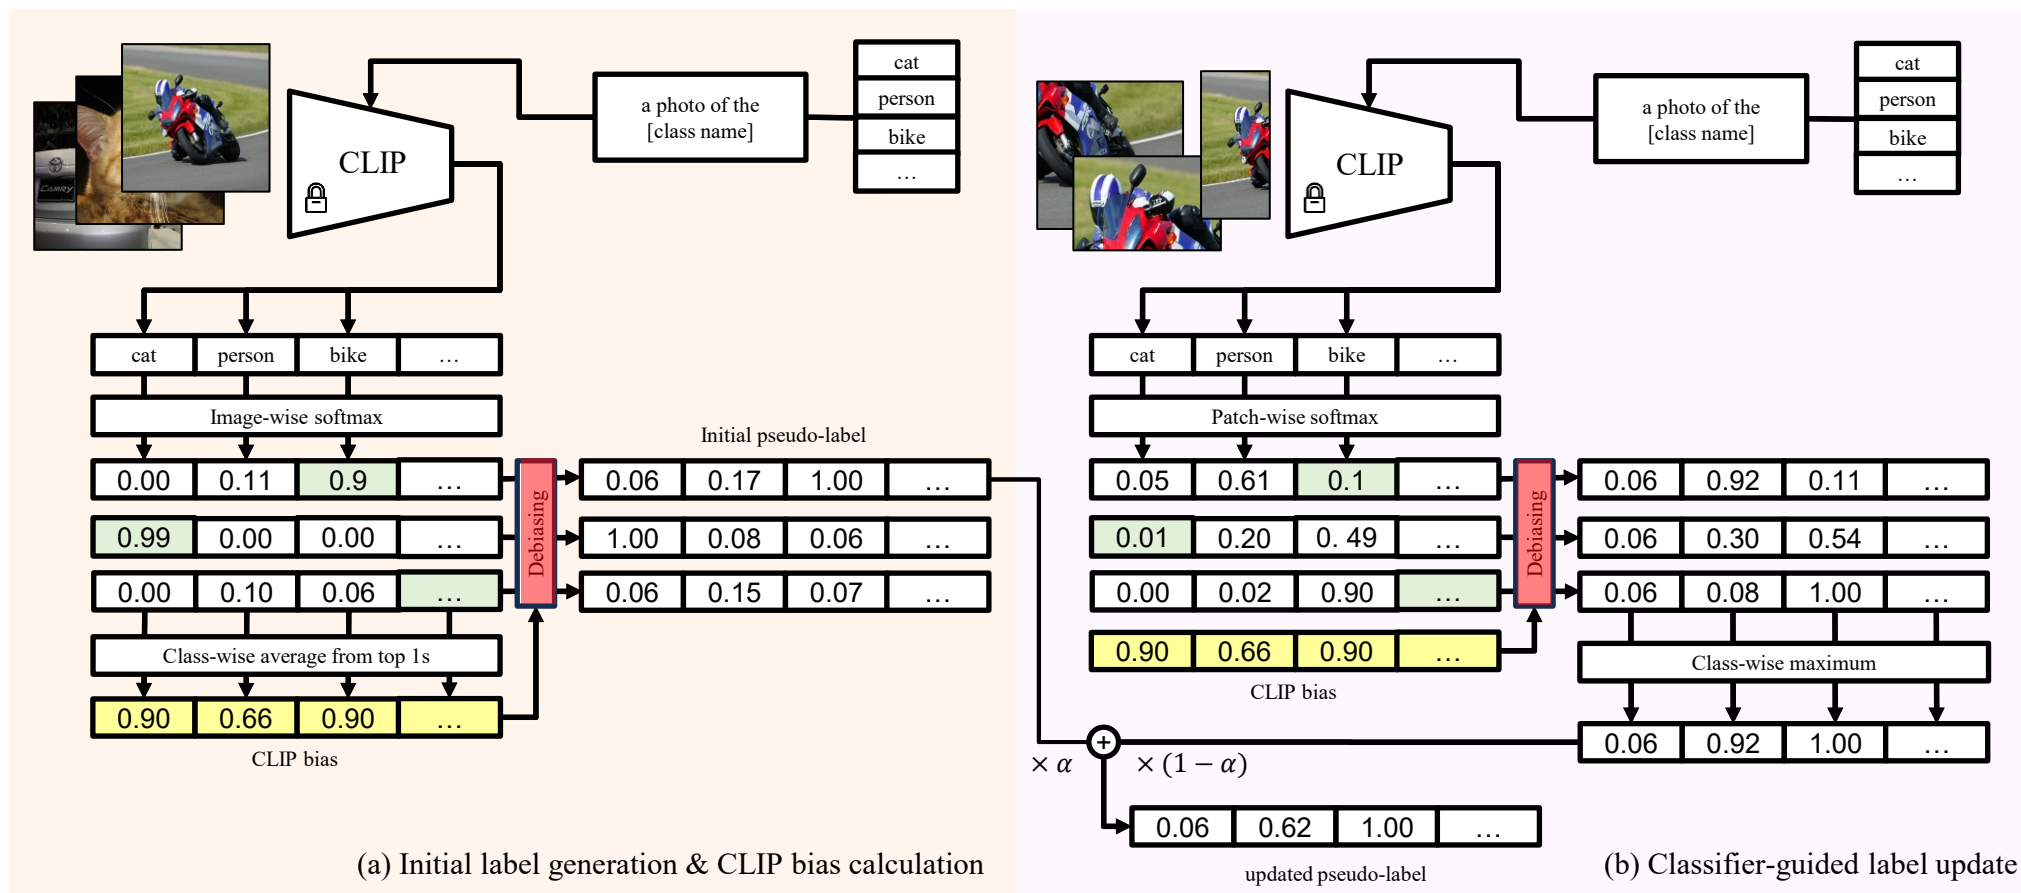 CAMRY
CLIP
a photo of the
[class name]
cat
person
bike
...
cat person bike ...
Image-wise softmax
0.00 0.11 0.9 ...
0.99 0.00 0.00 ...
0.00 0.10 0.06 ...
Class-wise average from top 1s
0.90 0.66 0.90 ...
CLIP bias
Debiasing
Initial pseudo-label
0.06 0.17 1.00 ...
1.00 0.08 0.06 ...
0.06 0.15 0.07 ...
(a) Initial label generation & CLIP bias calculation
CLIP
a photo of the
[class name]
cat
person
bike
...
cat person bike ...
Patch-wise softmax
0.05 0.61 0.1 ...
0.01 0.20 0. 49 ...
0.00 0.02 0.90 ...
0.90 0.66 0.90 ...
CLIP bias
Debiasing
0.06 0.92 0.11 ...
0.06 0.30 0.54 ...
0.06 0.08 1.00 ...
Class-wise maximum
0.06 0.92 1.00 ...
+
× α × (1 − α)
0.06 0.62 1.00 ...
updated pseudo-label
(b) Classifier-guided label update